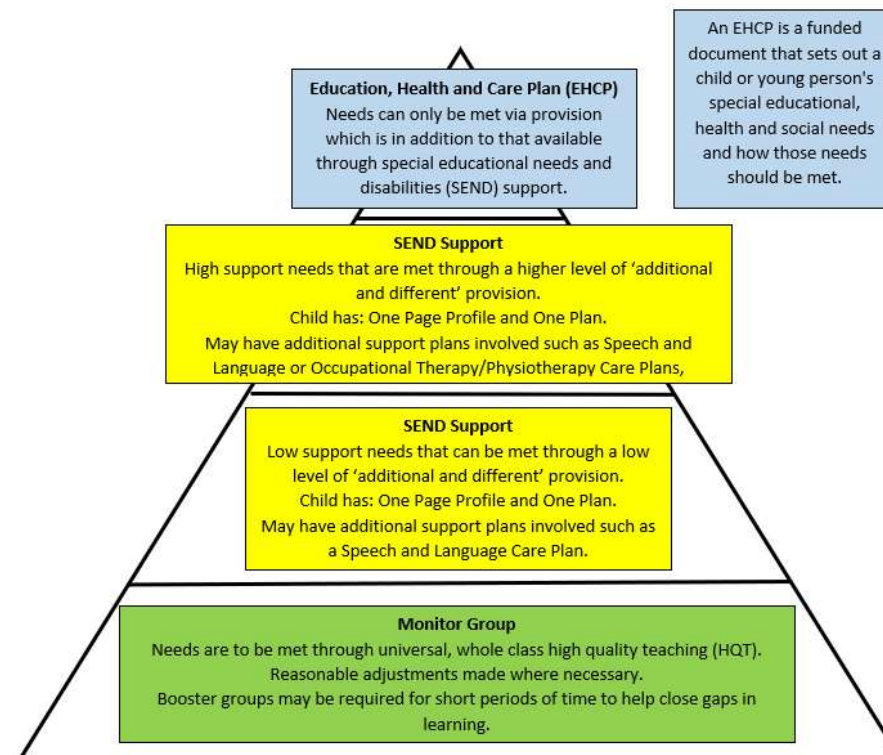 Education, Health and Care Plan (EHCP)
Needs can only be met via provision
which is in addition to that available
through special educational needs and
disabilities (SEND) support.
An EHCP is a funded
document that sets out a
child or young person's
special educational,
health and social needs
and how those needs
should be met.
SEND Support
High support needs that are met through a higher level of ‘additional
and different’ provision.
Child has: One Page Profile and One Plan.
May have additional support plans involved such as Speech and
Language or Occupational Therapy/Physiotherapy Care Plans,
SEND Support
Low support needs that can be met through a low
level of ‘additional and different’ provision.
Child has: One Page Profile and One Plan.
May have additional support plans involved such as
a Speech and Language Care Plan.
Monitor Group
Needs are to be met through universal, whole class high quality teaching (HQT).
Reasonable adjustments made where necessary.
Booster groups may be required for short periods of time to help close gaps in
learning.